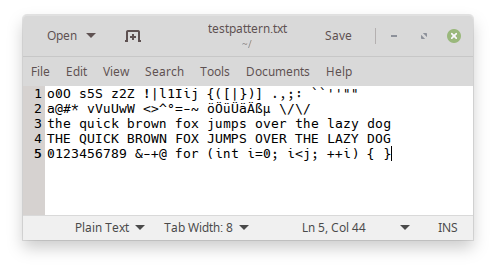 Open
testpattern.txt
~/
Save
File Edit View Search Tools Documents Help
1 o0O s5S z2Z !|l1Iij {([|})] .,;: ``''""
2 a@#* vVuUwW <>^°=-~ öÖüÜäÄßµ \/\/
3 the quick brown fox jumps over the lazy dog
4 THE QUICK BROWN FOX JUMPS OVER THE LAZY DOG
5 0123456789 &-+@ for (int i=0; i<j; ++i) { }
Plain Text Tab Width: 8 Ln 5, Col 44 INS